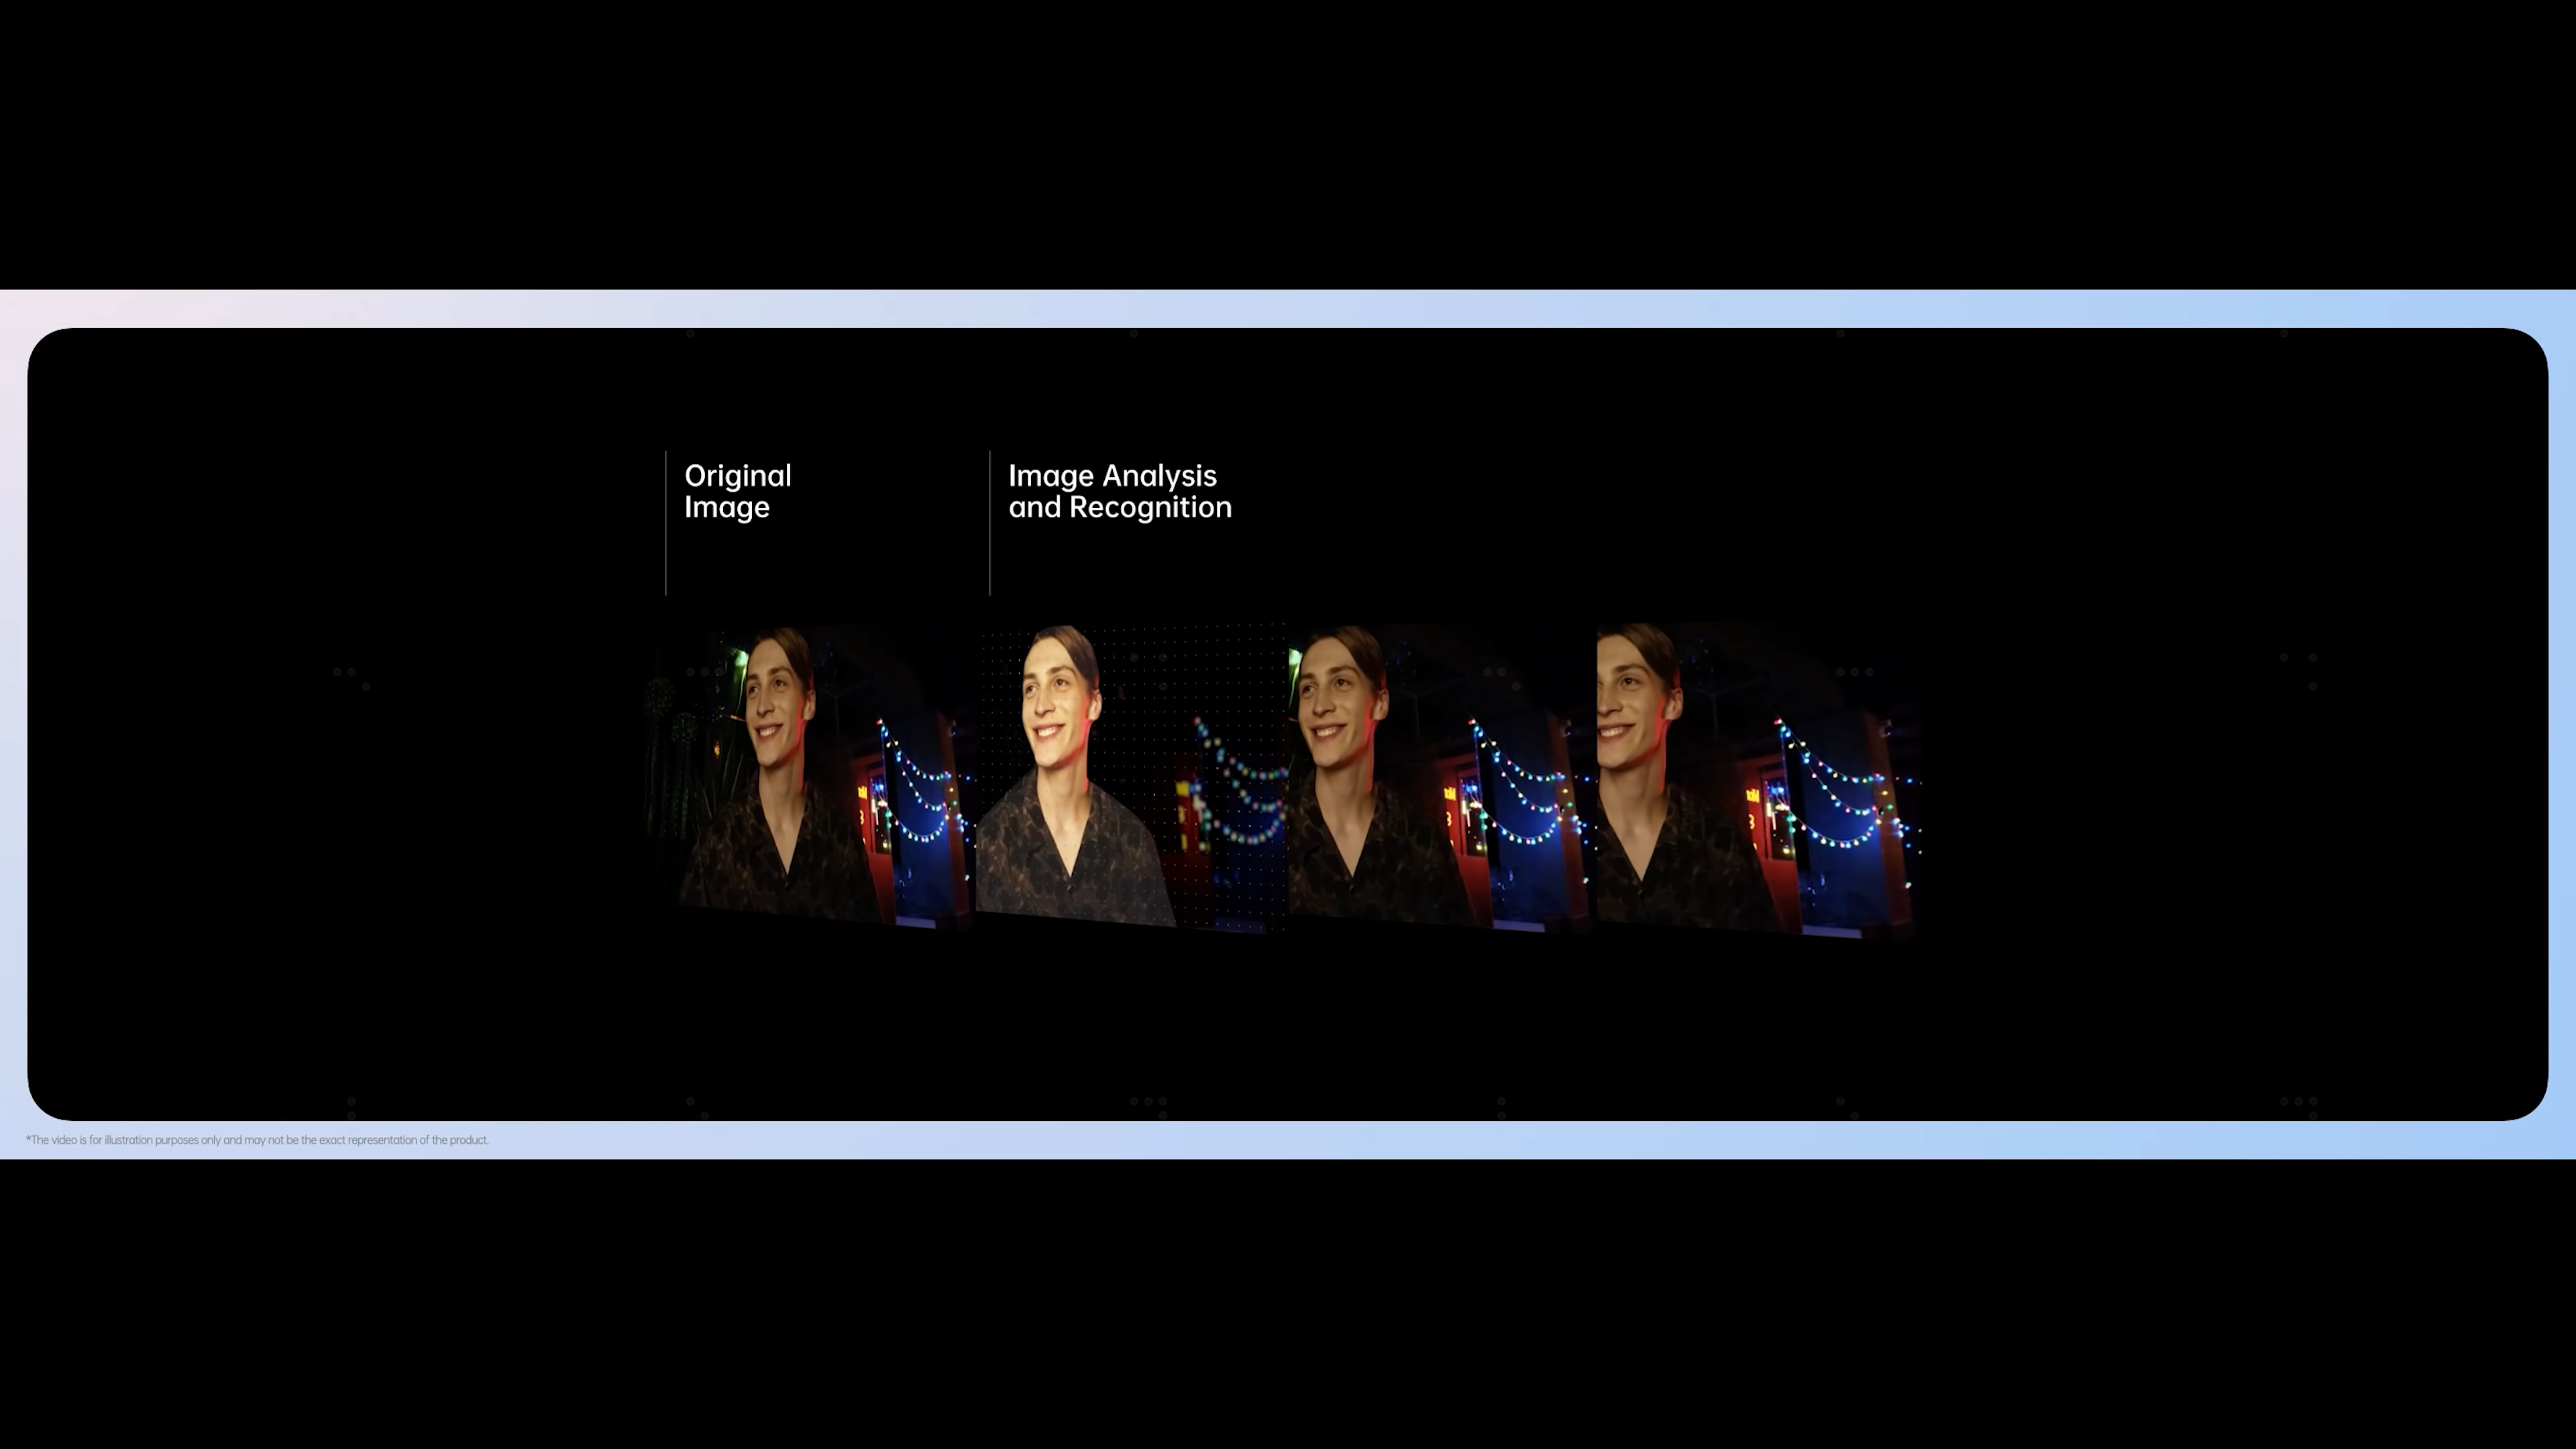 Original
Image
Image Analysis
and Recognition
*The video is for illustration purposes only and may not be the exact representation of the product.